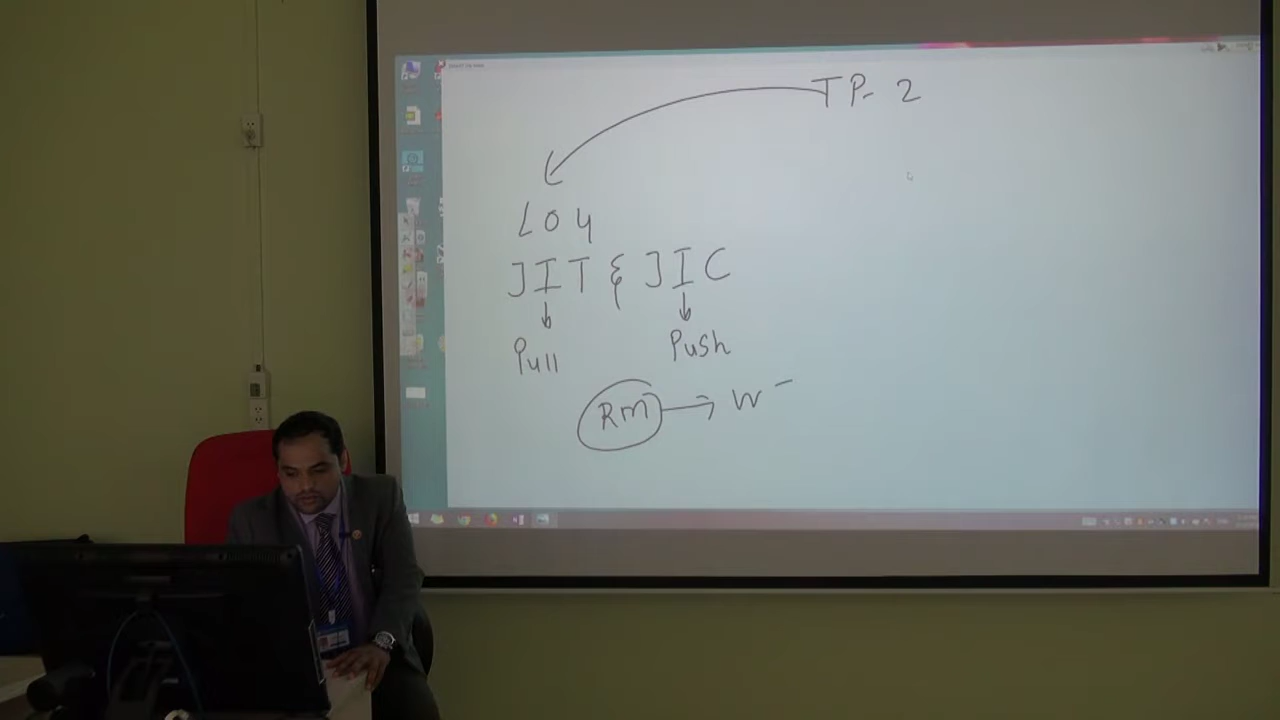 TP- 2
LO4
JIT & JIC
Pull Push
RM → W